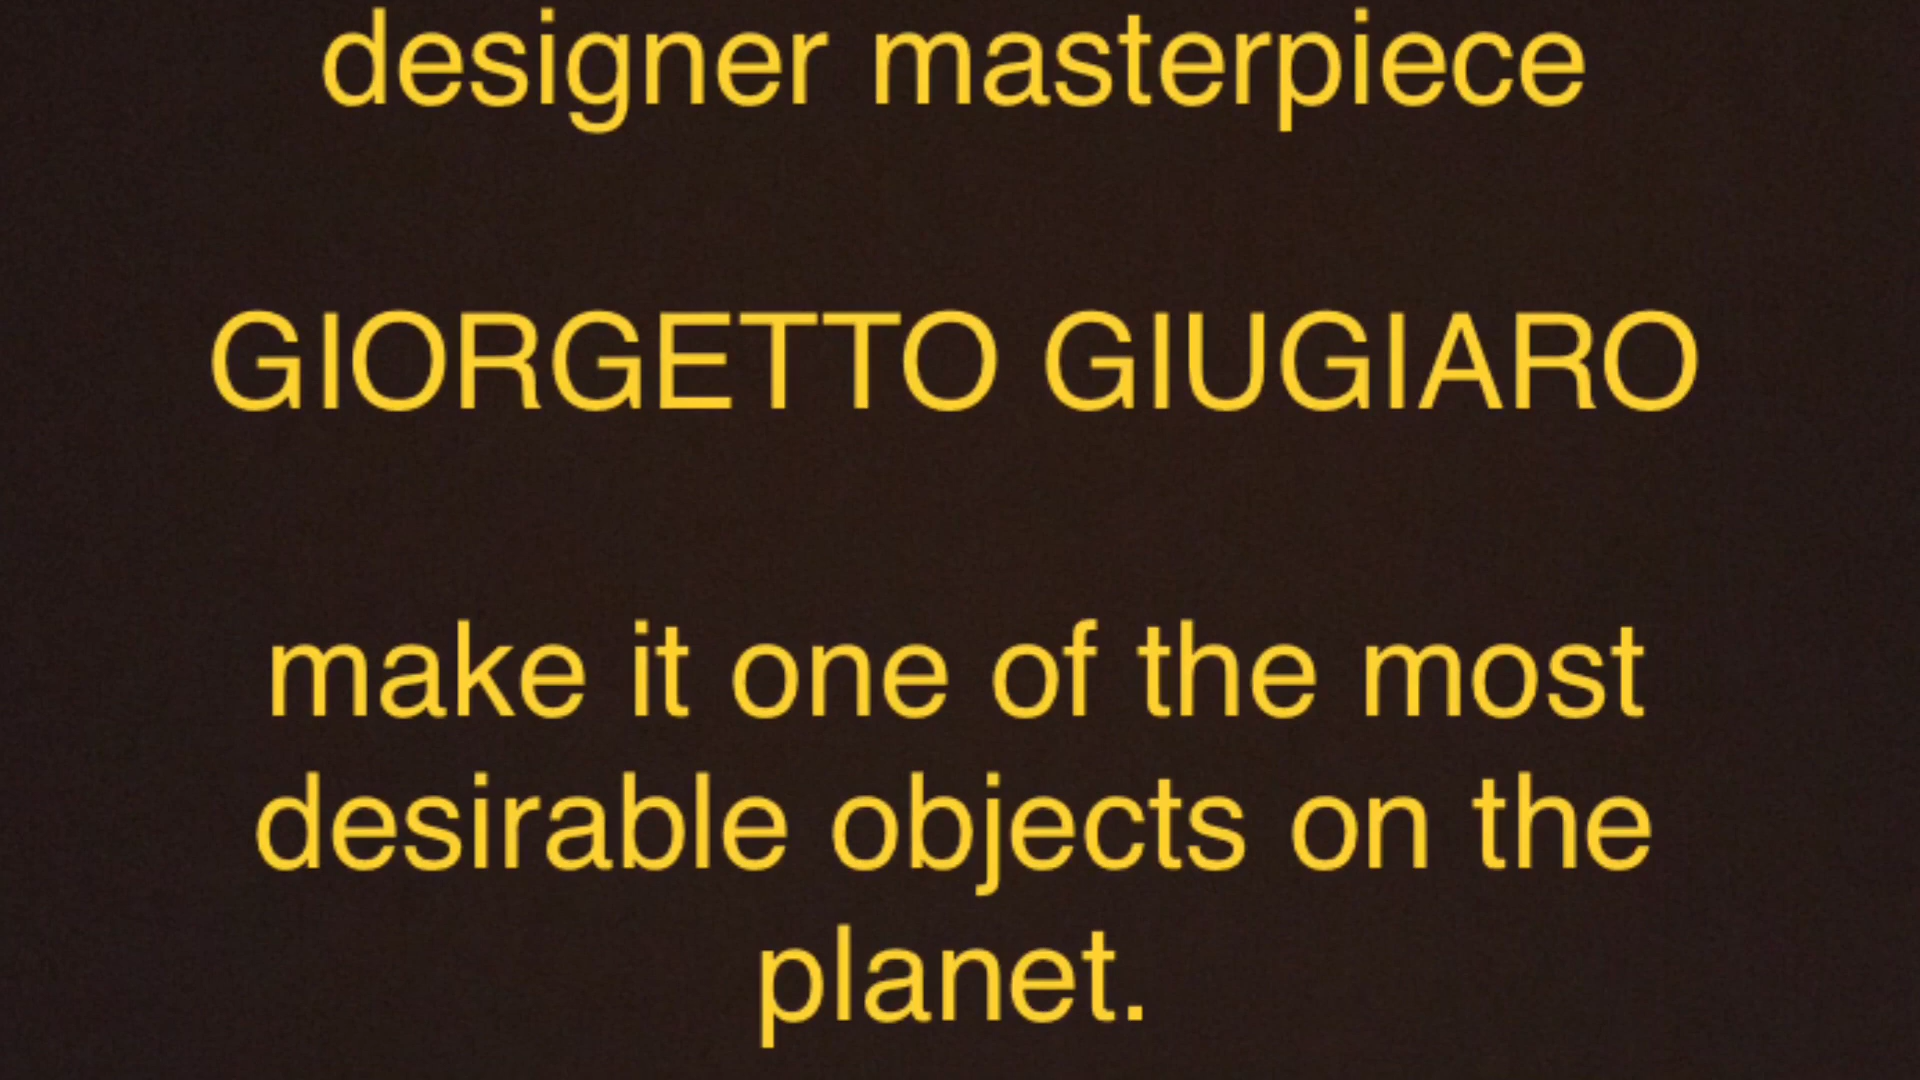 designer masterpiece
GIORGETTO GIUGIARO
make it one of the most
desirable objects on the
planet.